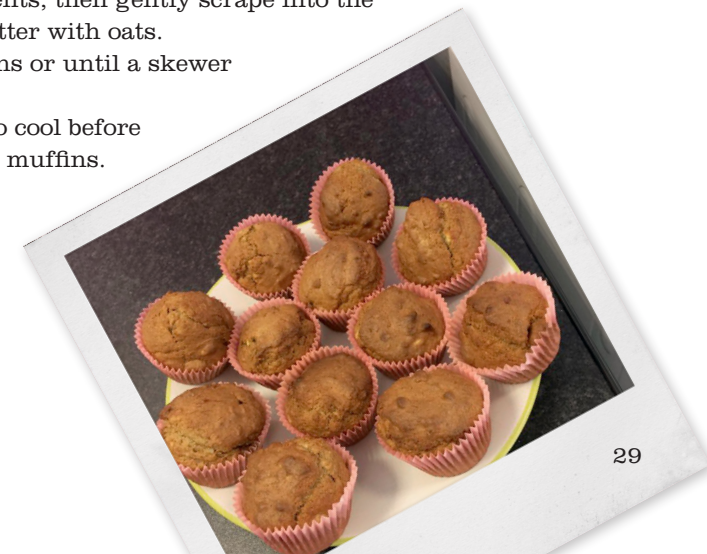 ents, then gently scrape into the
tter with oats.
ns or until a skewer
o cool before
muffins.
29